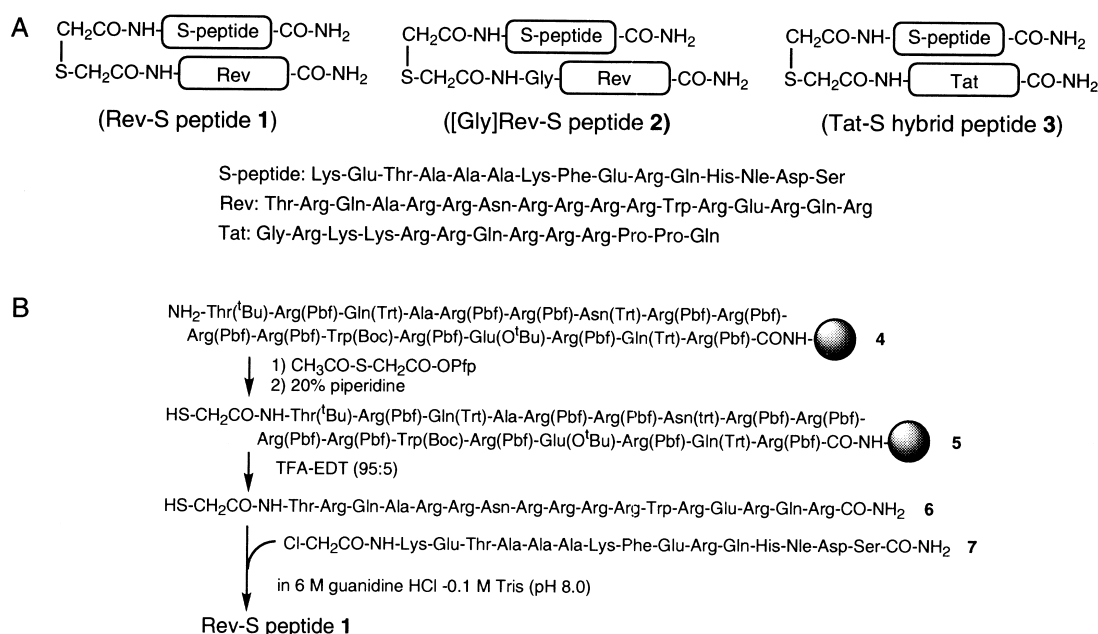 A
CH2CO-NH-S-peptide-CO-NH2
S-CH2CO-NH-Rev-CO-NH2
(Rev-S peptide 1)
CH2CO-NH-S-peptide-CO-NH2
S-CH2CO-NH-Gly-Rev-CO-NH2
([Gly]Rev-S peptide 2)
CH2CO-NH-S-peptide-CO-NH2
S-CH2CO-NH-Tat-CO-NH2
(Tat-S hybrid peptide 3)
S-peptide: Lys-Glu-Thr-Ala-Ala-Ala-Lys-Phe-Glu-Arg-Gln-His-Nle-Asp-Ser
Rev: Thr-Arg-Gln-Ala-Arg-Arg-Asn-Arg-Arg-Arg-Arg-Trp-Arg-Glu-Arg-Gln-Arg
Tat: Gly-Arg-Lys-Lys-Arg-Arg-Gln-Arg-Arg-Arg-Pro-Pro-Gln
B
NH2-Thr(tBu)-Arg(Pbf)-Gln(Trt)-Ala-Arg(Pbf)-Arg(Pbf)-Asn(Trt)-Arg(Pbf)-Arg(Pbf)-
Arg(Pbf)-Arg(Pbf)-Trp(Boc)-Arg(Pbf)-Glu(OtBu)-Arg(Pbf)-Gln(Trt)-Arg(Pbf)-CONH- 4
1) CH3CO-S-CH2CO-OPfp
2) 20% piperidine
HS-CH2CO-NH-Thr(tBu)-Arg(Pbf)-Gln(Trt)-Ala-Arg(Pbf)-Arg(Pbf)-Asn(trt)-Arg(Pbf)-Arg(Pbf)-
Arg(Pbf)-Arg(Pbf)-Trp(Boc)-Arg(Pbf)-Glu(OtBu)-Arg(Pbf)-Gln(Trt)-Arg(Pbf)-CO-NH- 5
TFA-EDT (95:5)
HS-CH2CO-NH-Thr-Arg-Gln-Ala-Arg-Arg-Asn-Arg-Arg-Arg-Arg-Trp-Arg-Glu-Arg-Gln-Arg-CO-NH2 6
Cl-CH2CO-NH-Lys-Glu-Thr-Ala-Ala-Ala-Lys-Phe-Glu-Arg-Gln-His-Nle-Asp-Ser-CO-NH2 7
in 6 M guanidine HCl -0.1 M Tris (pH 8.0)
Rev-S peptide 1